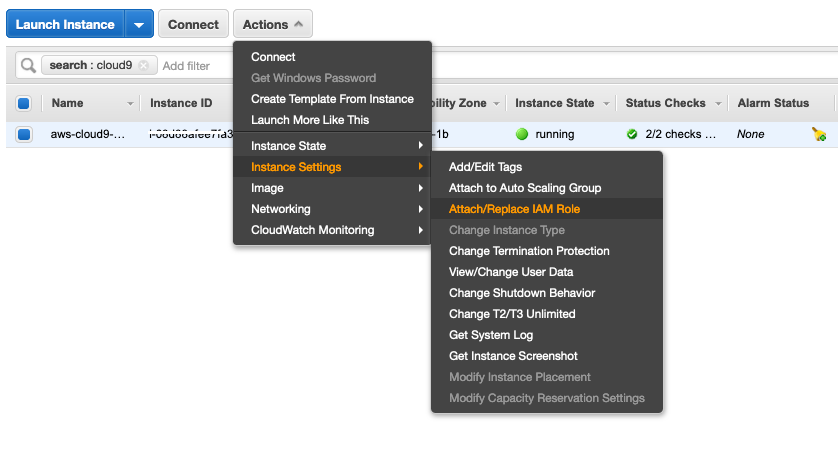 Launch Instance
Connect
Actions
search : cloud9
Add filter
Connect
Get Windows Password
Create Template From Instance
Launch More Like This
Instance State
Instance Settings
Image
Networking
CloudWatch Monitoring
Name
Instance ID
bility Zone
Instance State
Status Checks
Alarm Status
aws-cloud9-...
-1b
running
2/2 checks ...
None
Add/Edit Tags
Attach to Auto Scaling Group
Attach/Replace IAM Role
Change Instance Type
Change Termination Protection
View/Change User Data
Change Shutdown Behavior
Change T2/T3 Unlimited
Get System Log
Get Instance Screenshot
Modify Instance Placement
Modify Capacity Reservation Settings